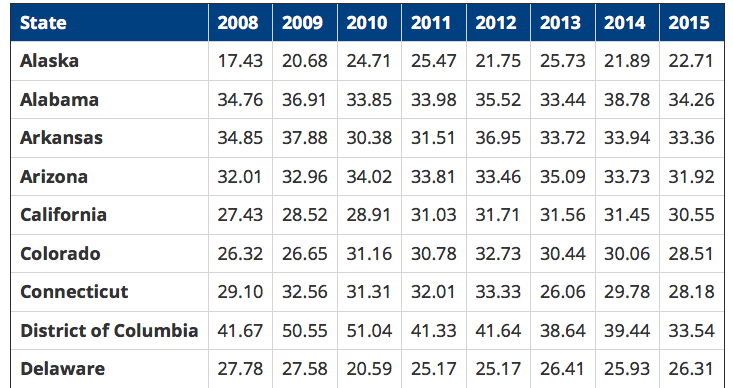 State 2008 2009 2010 2011 2012 2013 2014 2015
Alaska 17.43 20.68 24.71 25.47 21.75 25.73 21.89 22.71
Alabama 34.76 36.91 33.85 33.98 35.52 33.44 38.78 34.26
Arkansas 34.85 37.88 30.38 31.51 36.95 33.72 33.94 33.36
Arizona 32.01 32.96 34.02 33.81 33.46 35.09 33.73 31.92
California 27.43 28.52 28.91 31.03 31.71 31.56 31.45 30.55
Colorado 26.32 26.65 31.16 30.78 32.73 30.44 30.06 28.51
Connecticut 29.10 32.56 31.31 32.01 33.33 26.06 29.78 28.18
District of Columbia 41.67 50.55 51.04 41.33 41.64 38.64 39.44 33.54
Delaware 27.78 27.58 20.59 25.17 25.17 26.41 25.93 26.31